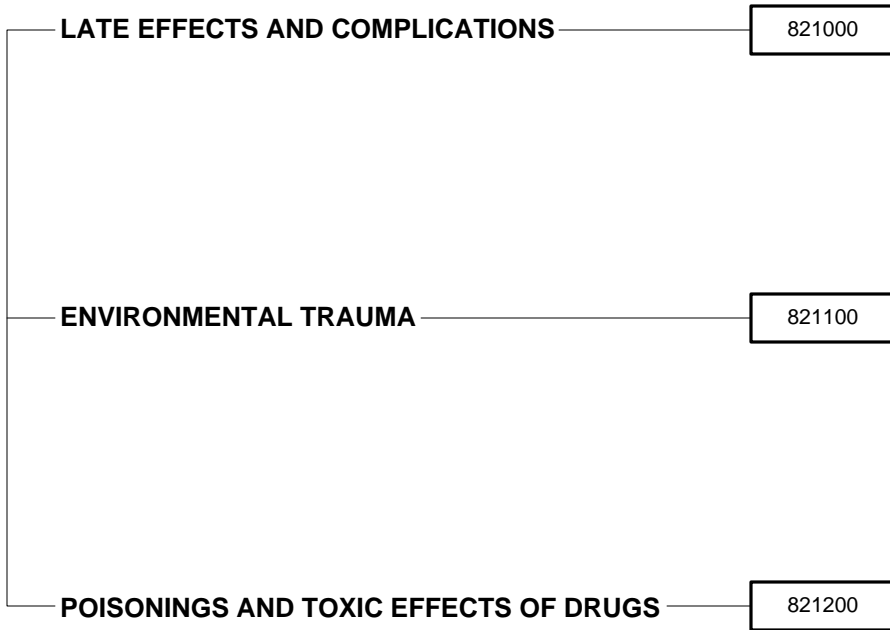 LATE EFFECTS AND COMPLICATIONS 821000
ENVIRONMENTAL TRAUMA 821100
POISONINGS AND TOXIC EFFECTS OF DRUGS 821200